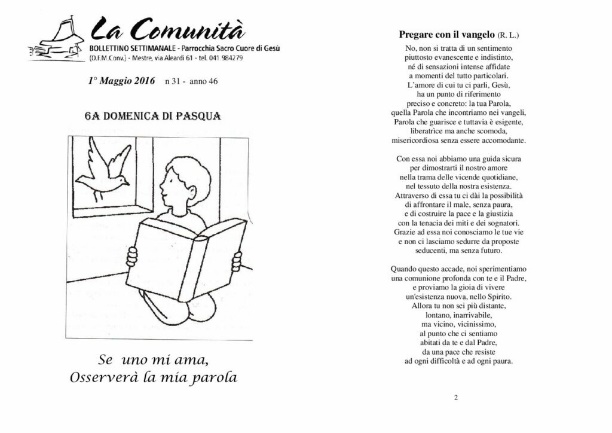 La Comunità
BOLLETTINO SETTIMANALE - Parrocchia Sacro Cuore di Gesù
(O.F.M.Conv.) - Mestre, via Aleardi 61 - tel. 041 984279
1° Maggio 2016 n 31 - anno 46
6A DOMENICA DI PASQUA
Se uno mi ama,
Osserverà la mia parola
Pregare con il vangelo (R. L.)
No, non si tratta di un sentimento
piuttosto evanescente e indistinto,
né di sensazioni intense affidate
a momenti del tutto particolari.
L'amore di cui tu ci parli, Gesù,
ha un punto di riferimento
preciso e concreto: la tua Parola,
quella Parola che incontriamo nei vangeli,
Parola che guarisce e tuttavia è esigente,
liberatrice ma anche scomoda,
misericordiosa senza essere accomodante.
Con essa noi abbiamo una guida sicura
per dimostrarti il nostro amore
nella trama delle vicende quotidiane,
nel tessuto della nostra esistenza.
Attraverso di essa tu ci dài la possibilità
di affrontare il male, senza paura,
e di costruire la pace e la giustizia
con la tenacia dei miti e dei sognatori.
Grazie ad essa noi conosciamo le tue vie
e non ci lasciamo sedurre da proposte
seducenti, ma senza futuro.
Quando questo accade, noi sperimentiamo
una comunione profonda con te e il Padre,
e proviamo la gioia di vivere
un'esistenza nuova, nello Spirito.
Allora tu non sei più distante,
lontano, inarrivabile,
ma vicino, vicinissimo,
al punto che ci sentiamo
abitati da te e dal Padre,
da una pace che resiste
ad ogni difficoltà e ad ogni paura.
2